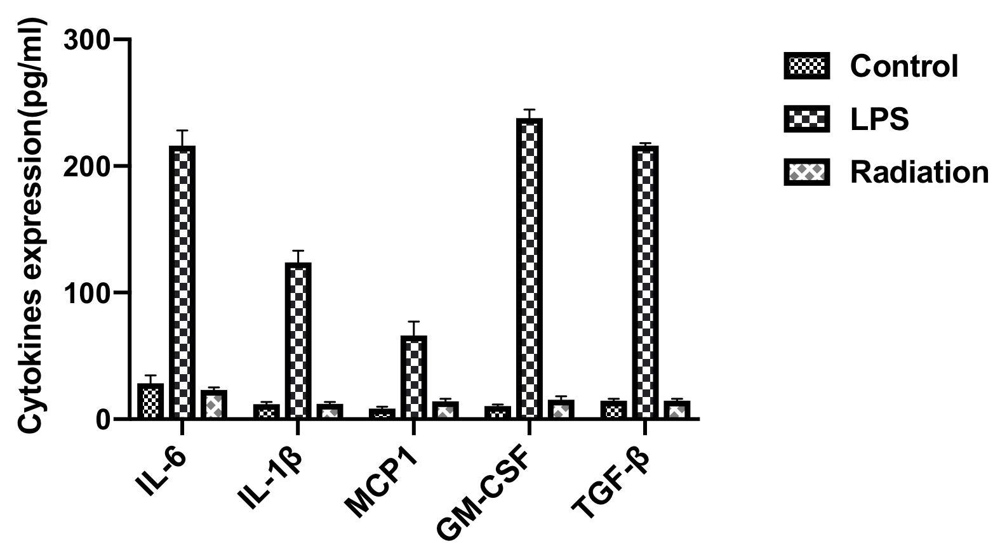 Cytokines expression(pg/ml)
300
200
100
0
IL-6
IL-1β
MCP1
GM-CSF
TGF-β
Control
LPS
Radiation